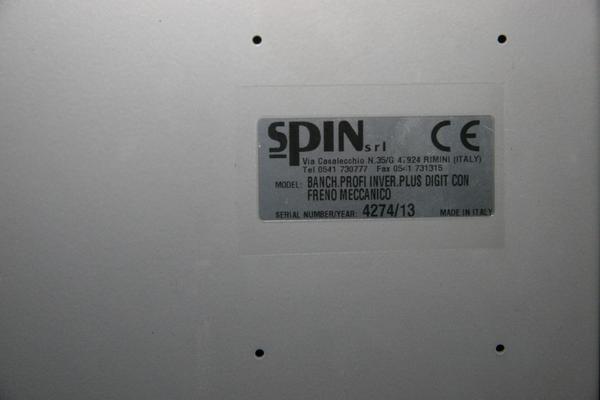 SPIN srl CE
Via Casalecchio N.35/G 47924 RIMINI (ITALY)
Tel 0541 730777 Fax 0541 731315
MODEL: BANCH.PROFI INVER.PLUS DIGIT CON
FRENO MECCANICO
SERIAL NUMBER/YEAR: 4274/13 MADE IN ITALY